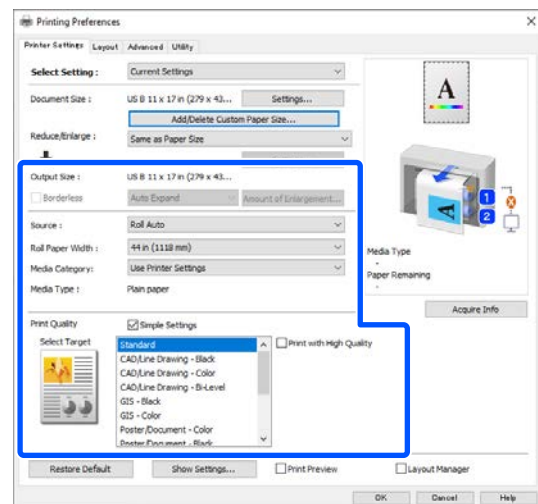 Printing Preferences
Printer Settings Layout Advanced Utility
Select Setting : Current Settings
Document Size : US B 11 x 17 in (279 x 43... Settings...
Add/Delete Custom Paper Size...
Reduce/Enlarge : Same as Paper Size
Output Size : US B 11 x 17 in (279 x 43...
Borderless Auto Expand Amount of Enlargement...
Source : Roll Auto
Roll Paper Width : 44 in (1118 mm)
Media Category: Use Printer Settings
Media Type : Plain paper
Print Quality Simple Settings
Select Target Standard Print with High Quality
CAD/Line Drawing - Black
CAD/Line Drawing - Color
CAD/Line Drawing - Bi-Level
GIS - Black
GIS - Color
Poster/Document - Color
Poster/Document - Black
A
A
1
2
Media Type
-
Paper Remaining
-
Acquire Info
Restore Default Show Settings... Print Preview Layout Manager
OK Cancel Help